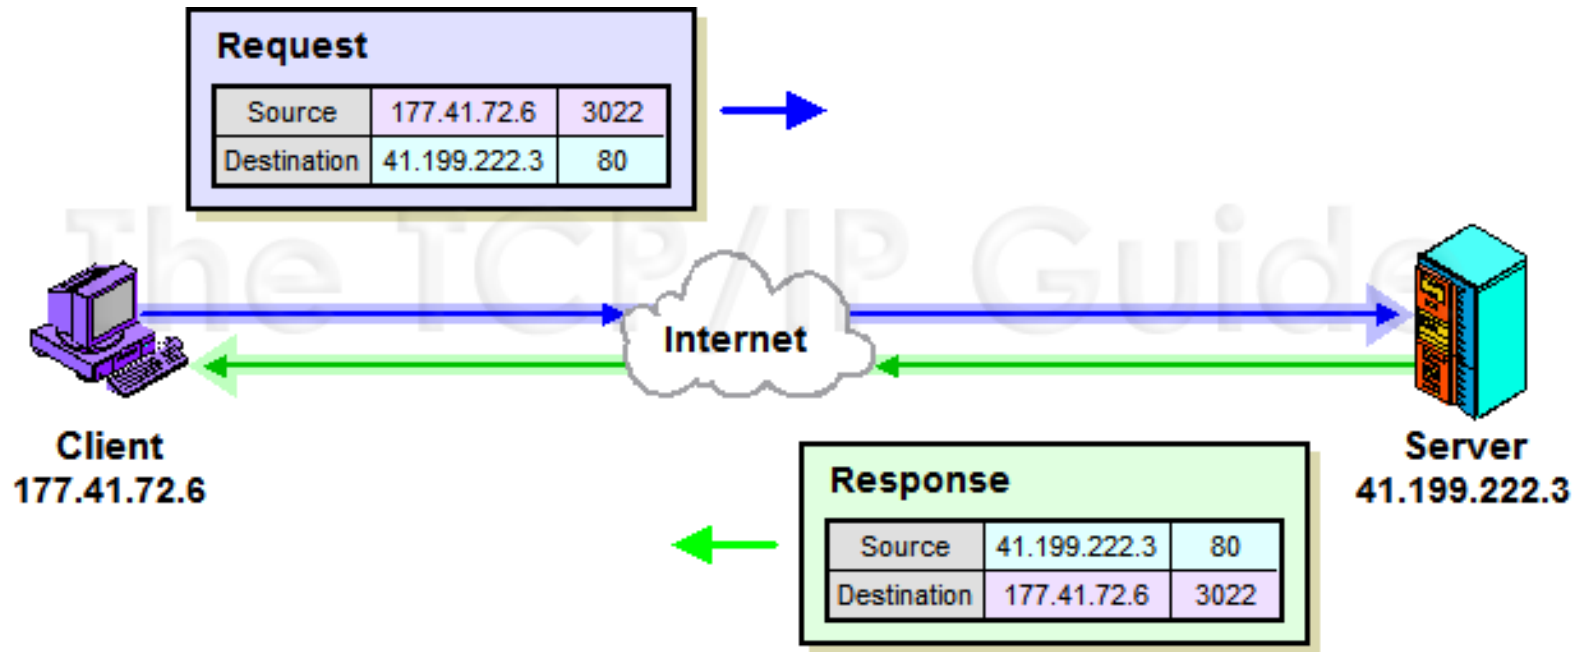 Request
Source 177.41.72.6 3022
Destination 41.199.222.3 80
The TCP/IP Guide
Internet
Client
177.41.72.6
Server
41.199.222.3
Response
Source 41.199.222.3 80
Destination 177.41.72.6 3022